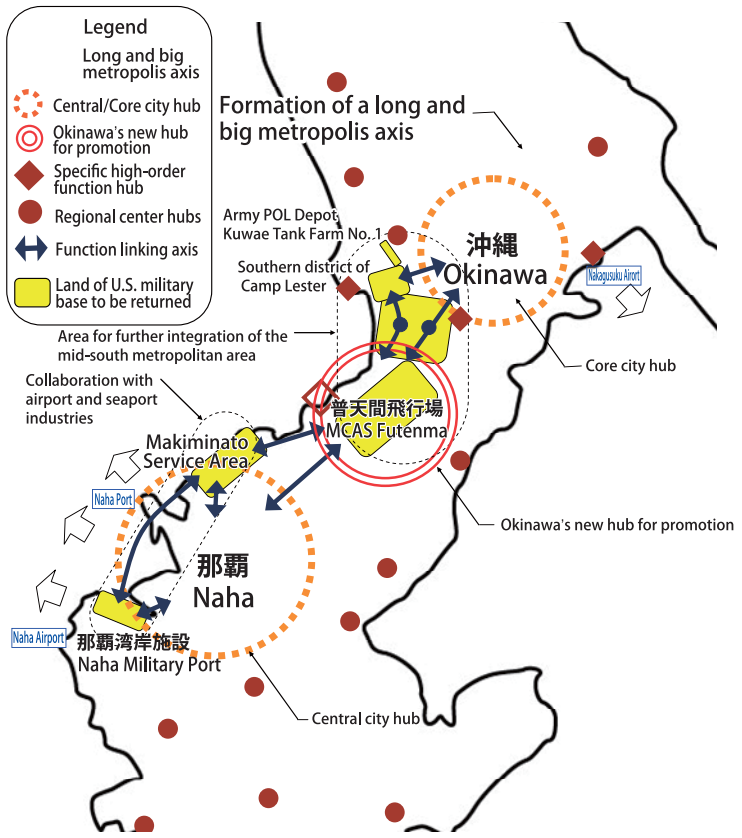 Legend
Long and big
metropolis axis
Central/Core city hub
Okinawa's new hub
for promotion
Specific high-order
function hub
Regional center hubs
Function linking axis
Land of U.S. military
base to be returned
Formation of a long and
big metropolis axis
Army POL Depot
Kuwae Tank Farm No. 1
Southern district of
Camp Lester
沖縄
Okinawa
Nakagusuku Airort
Area for further integration of the
mid-south metropolitan area
Core city hub
Collaboration with
airport and seaport
industries
普天間飛行場
MCAS Futenma
Makiminato
Service Area
Naha Port
Okinawa's new hub for promotion
那覇
Naha
Naha Airport
那覇湾岸施設
Naha Military Port
Central city hub